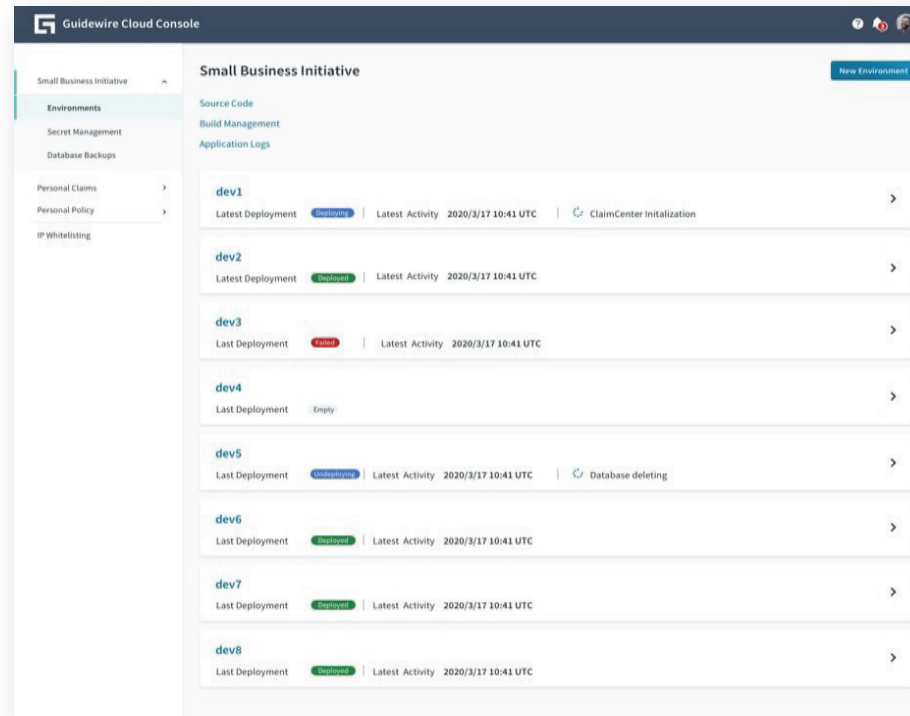 Guidewire Cloud Console
Small Business Initiative
Environments
Secret Management
Database Backups
Personal Claims
Personal Policy
IP Whitelisting
Small Business Initiative
New Environment
Source Code
Build Management
Application Logs
dev1
Latest Deployment Deploying Latest Activity 2020/3/17 10:41 UTC ClaimCenter Initalization
dev2
Latest Deployment Deployed Latest Activity 2020/3/17 10:41 UTC
dev3
Last Deployment Failed Latest Activity 2020/3/17 10:41 UTC
dev4
Last Deployment Empty
dev5
Last Deployment Undeploying Latest Activity 2020/3/17 10:41 UTC Database deleting
dev6
Last Deployment Deployed Latest Activity 2020/3/17 10:41 UTC
dev7
Last Deployment Deployed Latest Activity 2020/3/17 10:41 UTC
dev8
Last Deployment Deployed Latest Activity 2020/3/17 10:41 UTC